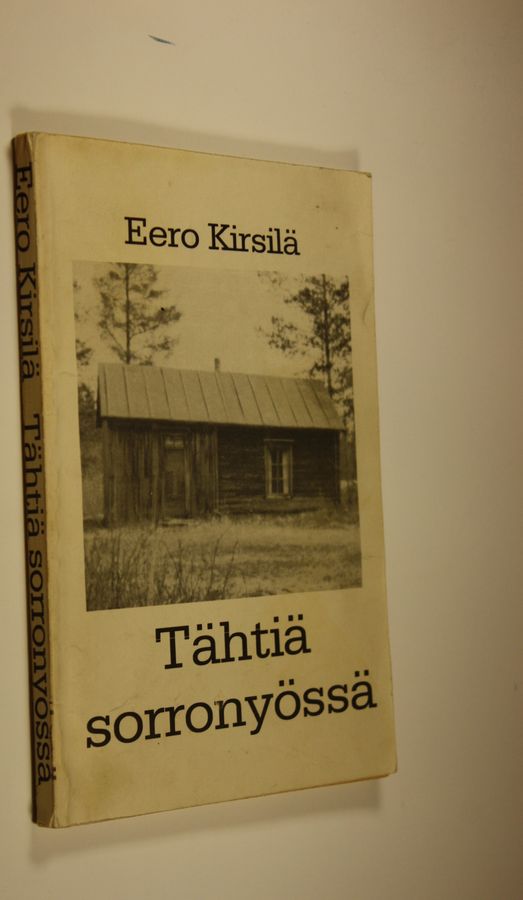 Eero Kirsilä
Tähtiä
sorronyössä
Eero Kirsilä Tähtiä sorronyössä